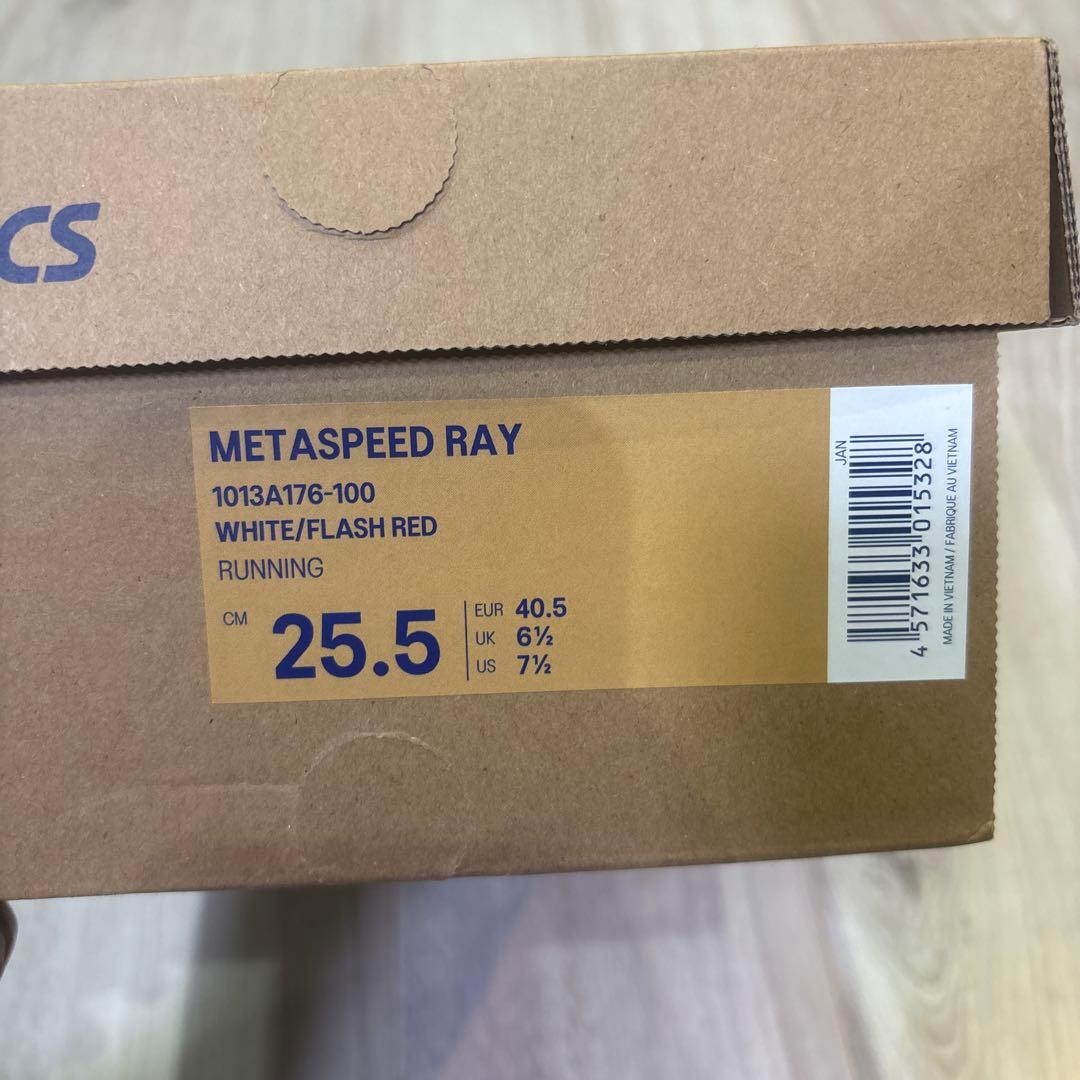 CS
METASPEED RAY
1013A176-100
WHITE/FLASH RED
RUNNING
CM 25.5
EUR 40.5
UK 6½
US 7½
JAN
4 571633 015328
MADE IN VIETNAM / FABRIQUE AU VIETNAM